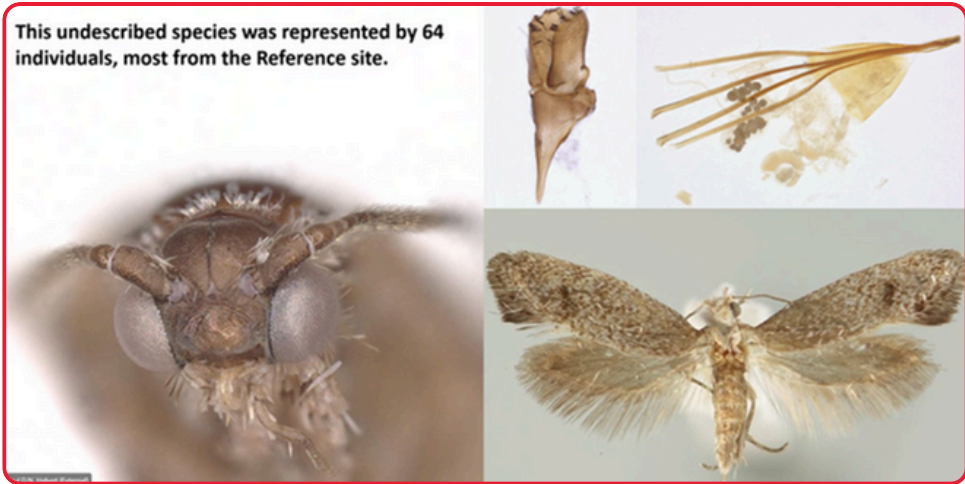 This undescribed species was represented by 64
individuals, most from the Reference site.